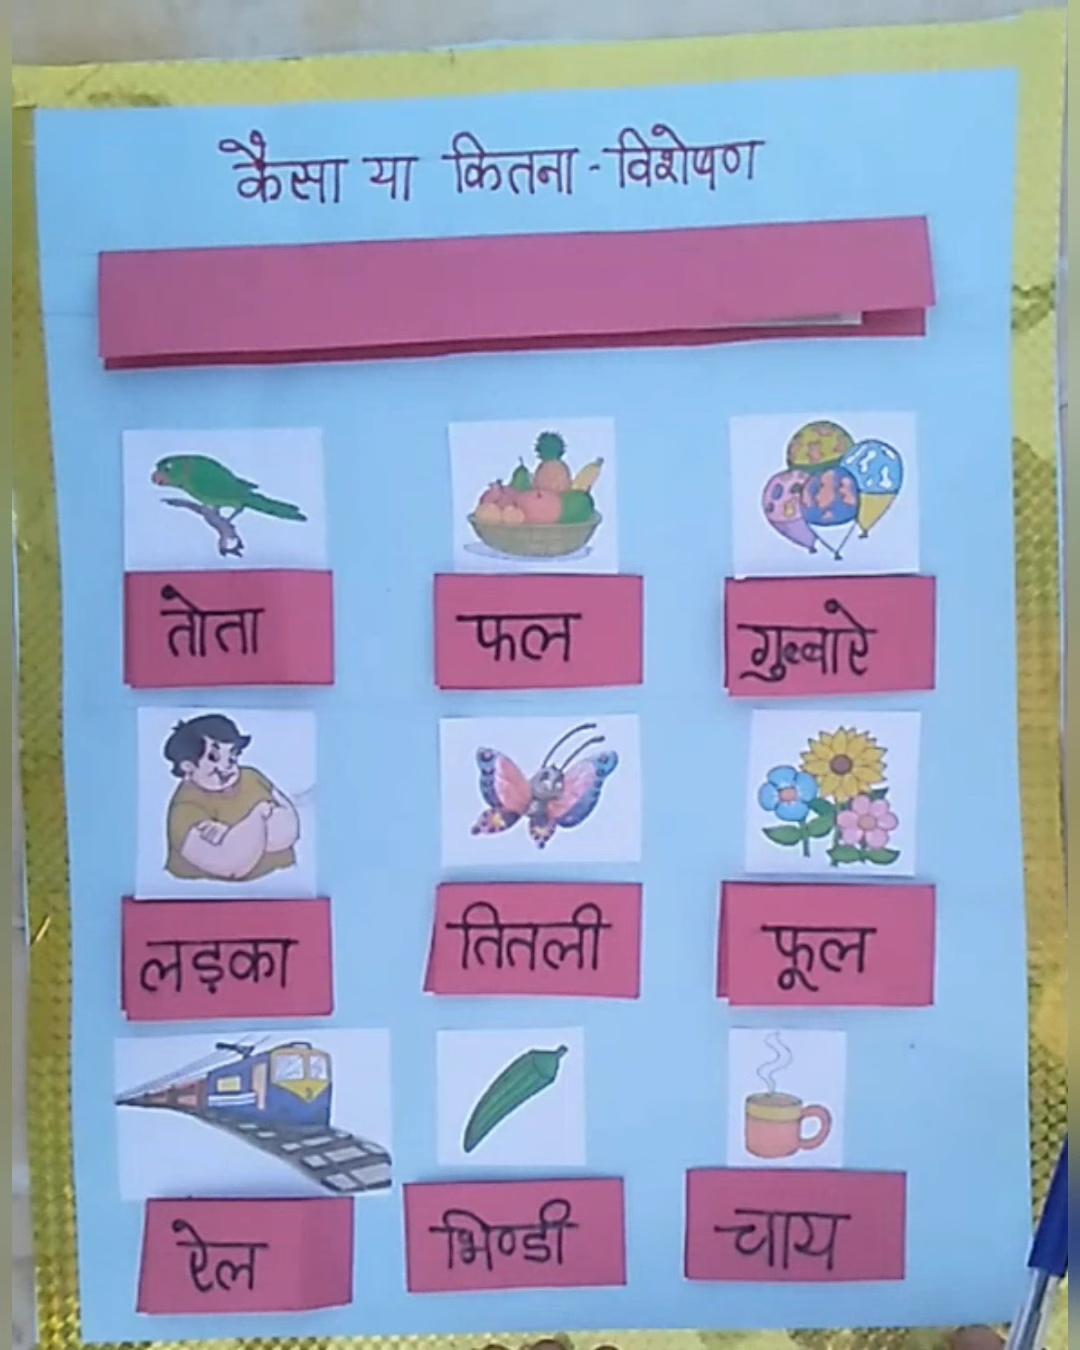 कैसा या कितना - विशेषण
तोता
फल
गुब्बारे
लड़का
तितली
फूल
रेल
भिण्डी
चाय